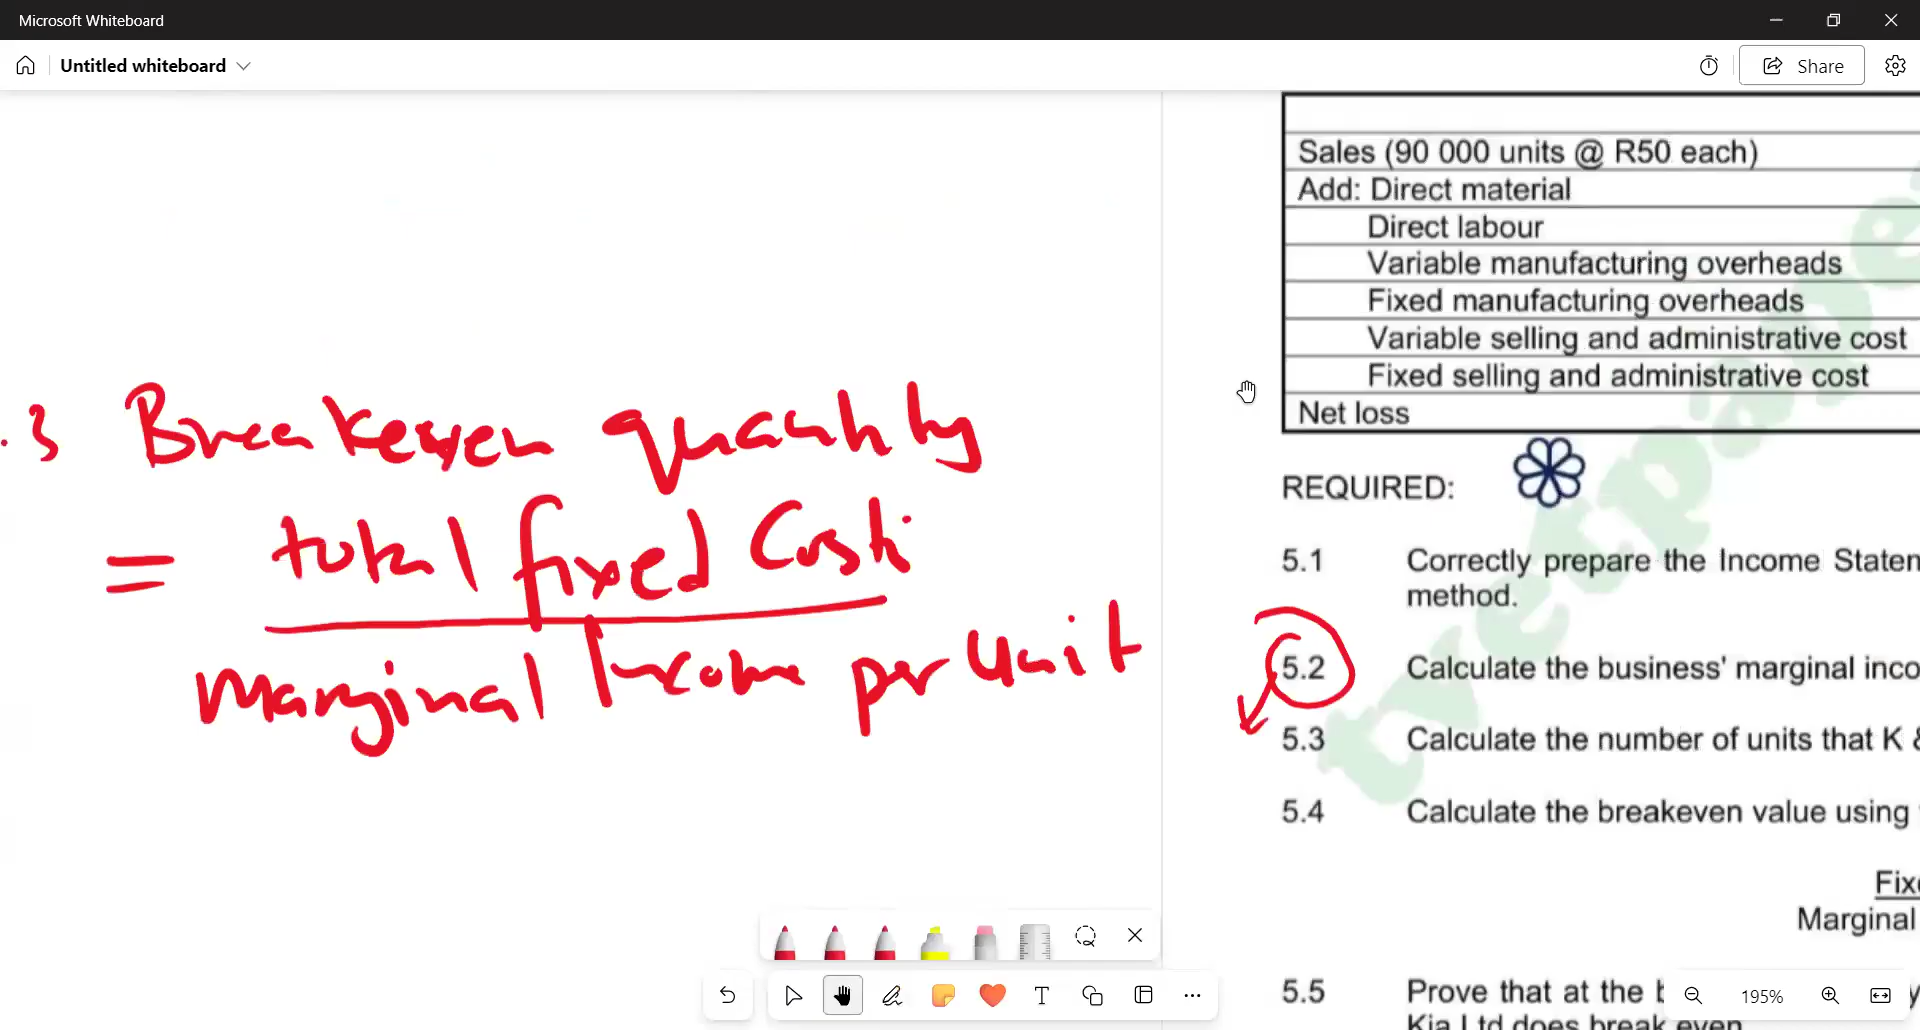 Microsoft Whiteboard
Untitled whiteboard
Share
.3 Breakeven quantity
= total fixed Costs
marginal Income per unit
Sales (90 000 units @ R50 each)
Add: Direct material
Direct labour
Variable manufacturing overheads
Fixed manufacturing overheads
Variable selling and administrative cost
Fixed selling and administrative cost
Net loss
REQUIRED:
5.1 Correctly prepare the Income Statem
method.
5.2 Calculate the business' marginal inco
5.3 Calculate the number of units that K &
5.4 Calculate the breakeven value using
Fixe
Marginal
5.5 Prove that at the b
Kia Ltd does break even
tvetpape
195%